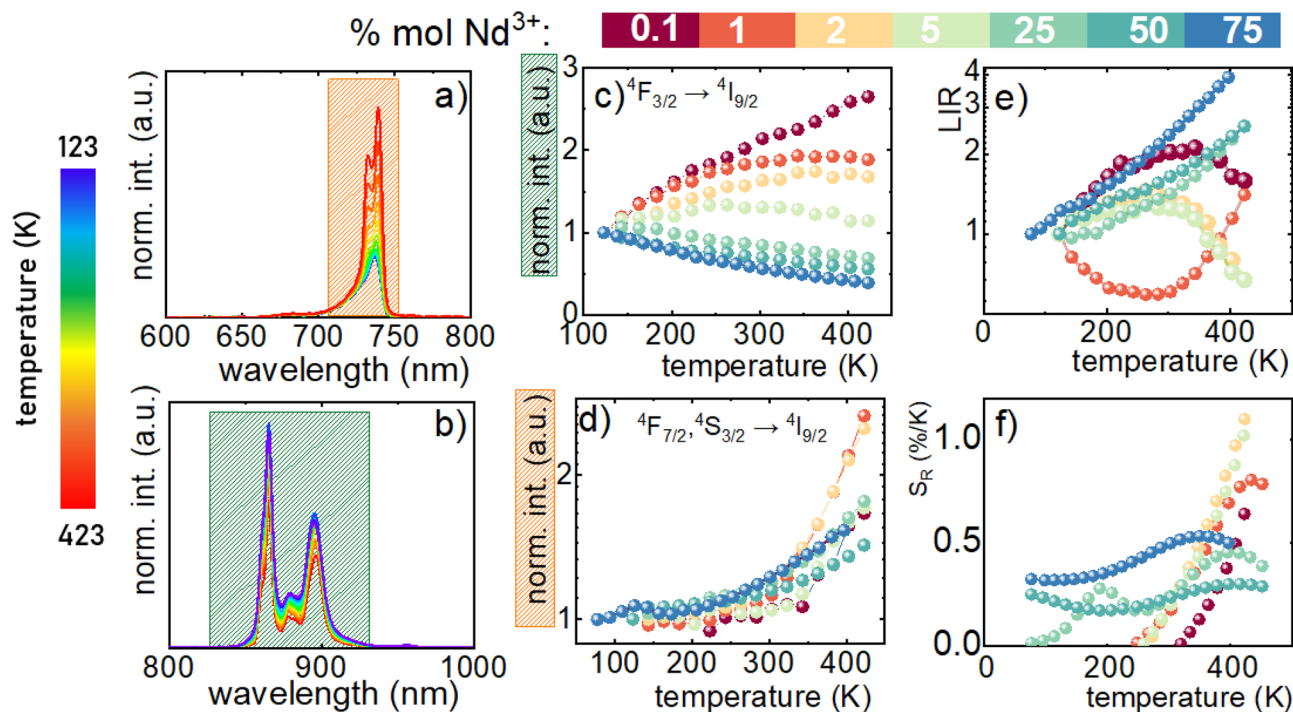 % mol Nd³⁺: 0.1 1 2 5 25 50 75
temperature (K)
123
423
a)
norm. int. (a.u.)
600 650 700 750 800
wavelength (nm)
b)
norm. int. (a.u.)
800 900 1000
wavelength (nm)
c) ⁴F₃/₂ → ⁴I₉/₂
norm. int. (a.u.)
3
2
1
0
100 200 300 400
temperature (K)
d) ⁴F₇/₂,⁴S₃/₂ → ⁴I₉/₂
norm. int. (a.u.)
2
1
100 200 300 400
temperature (K)
e)
LIR
4
3
2
1
0 200 400
temperature (K)
f)
S_R (%/K)
1.0
0.5
0.0
0 200 400
temperature (K)